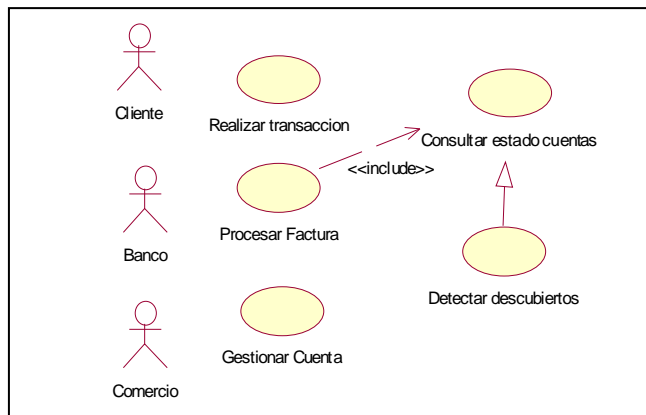 Cliente
Realizar transaccion
Consultar estado cuentas
<<include>>
Banco
Procesar Factura
Detectar descubiertos
Comercio
Gestionar Cuenta